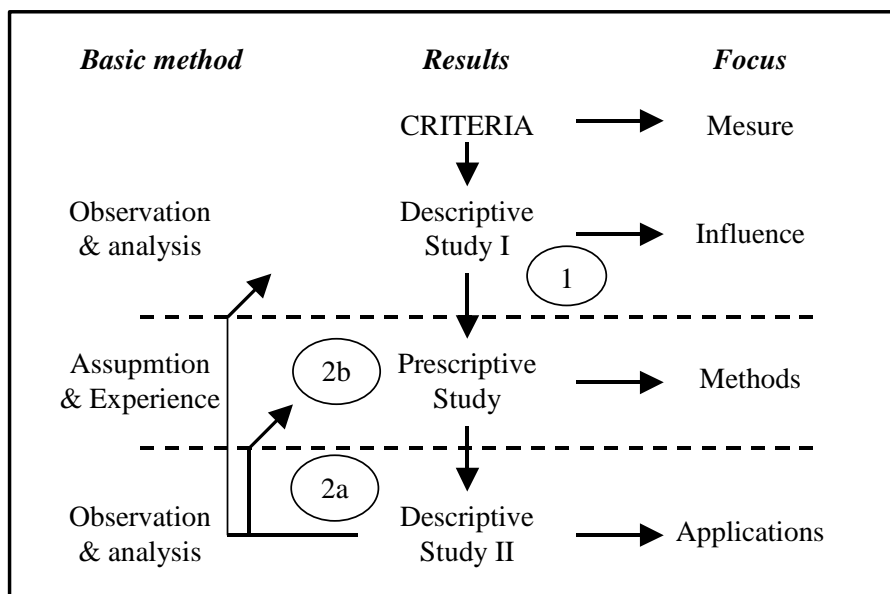 Basic method Results Focus
CRITERIA Mesure
Observation
& analysis
Descriptive
Study I
Influence
1
Assupmtion
& Experience
2b
Prescriptive
Study
Methods
2a
Observation
& analysis
Descriptive
Study II
Applications